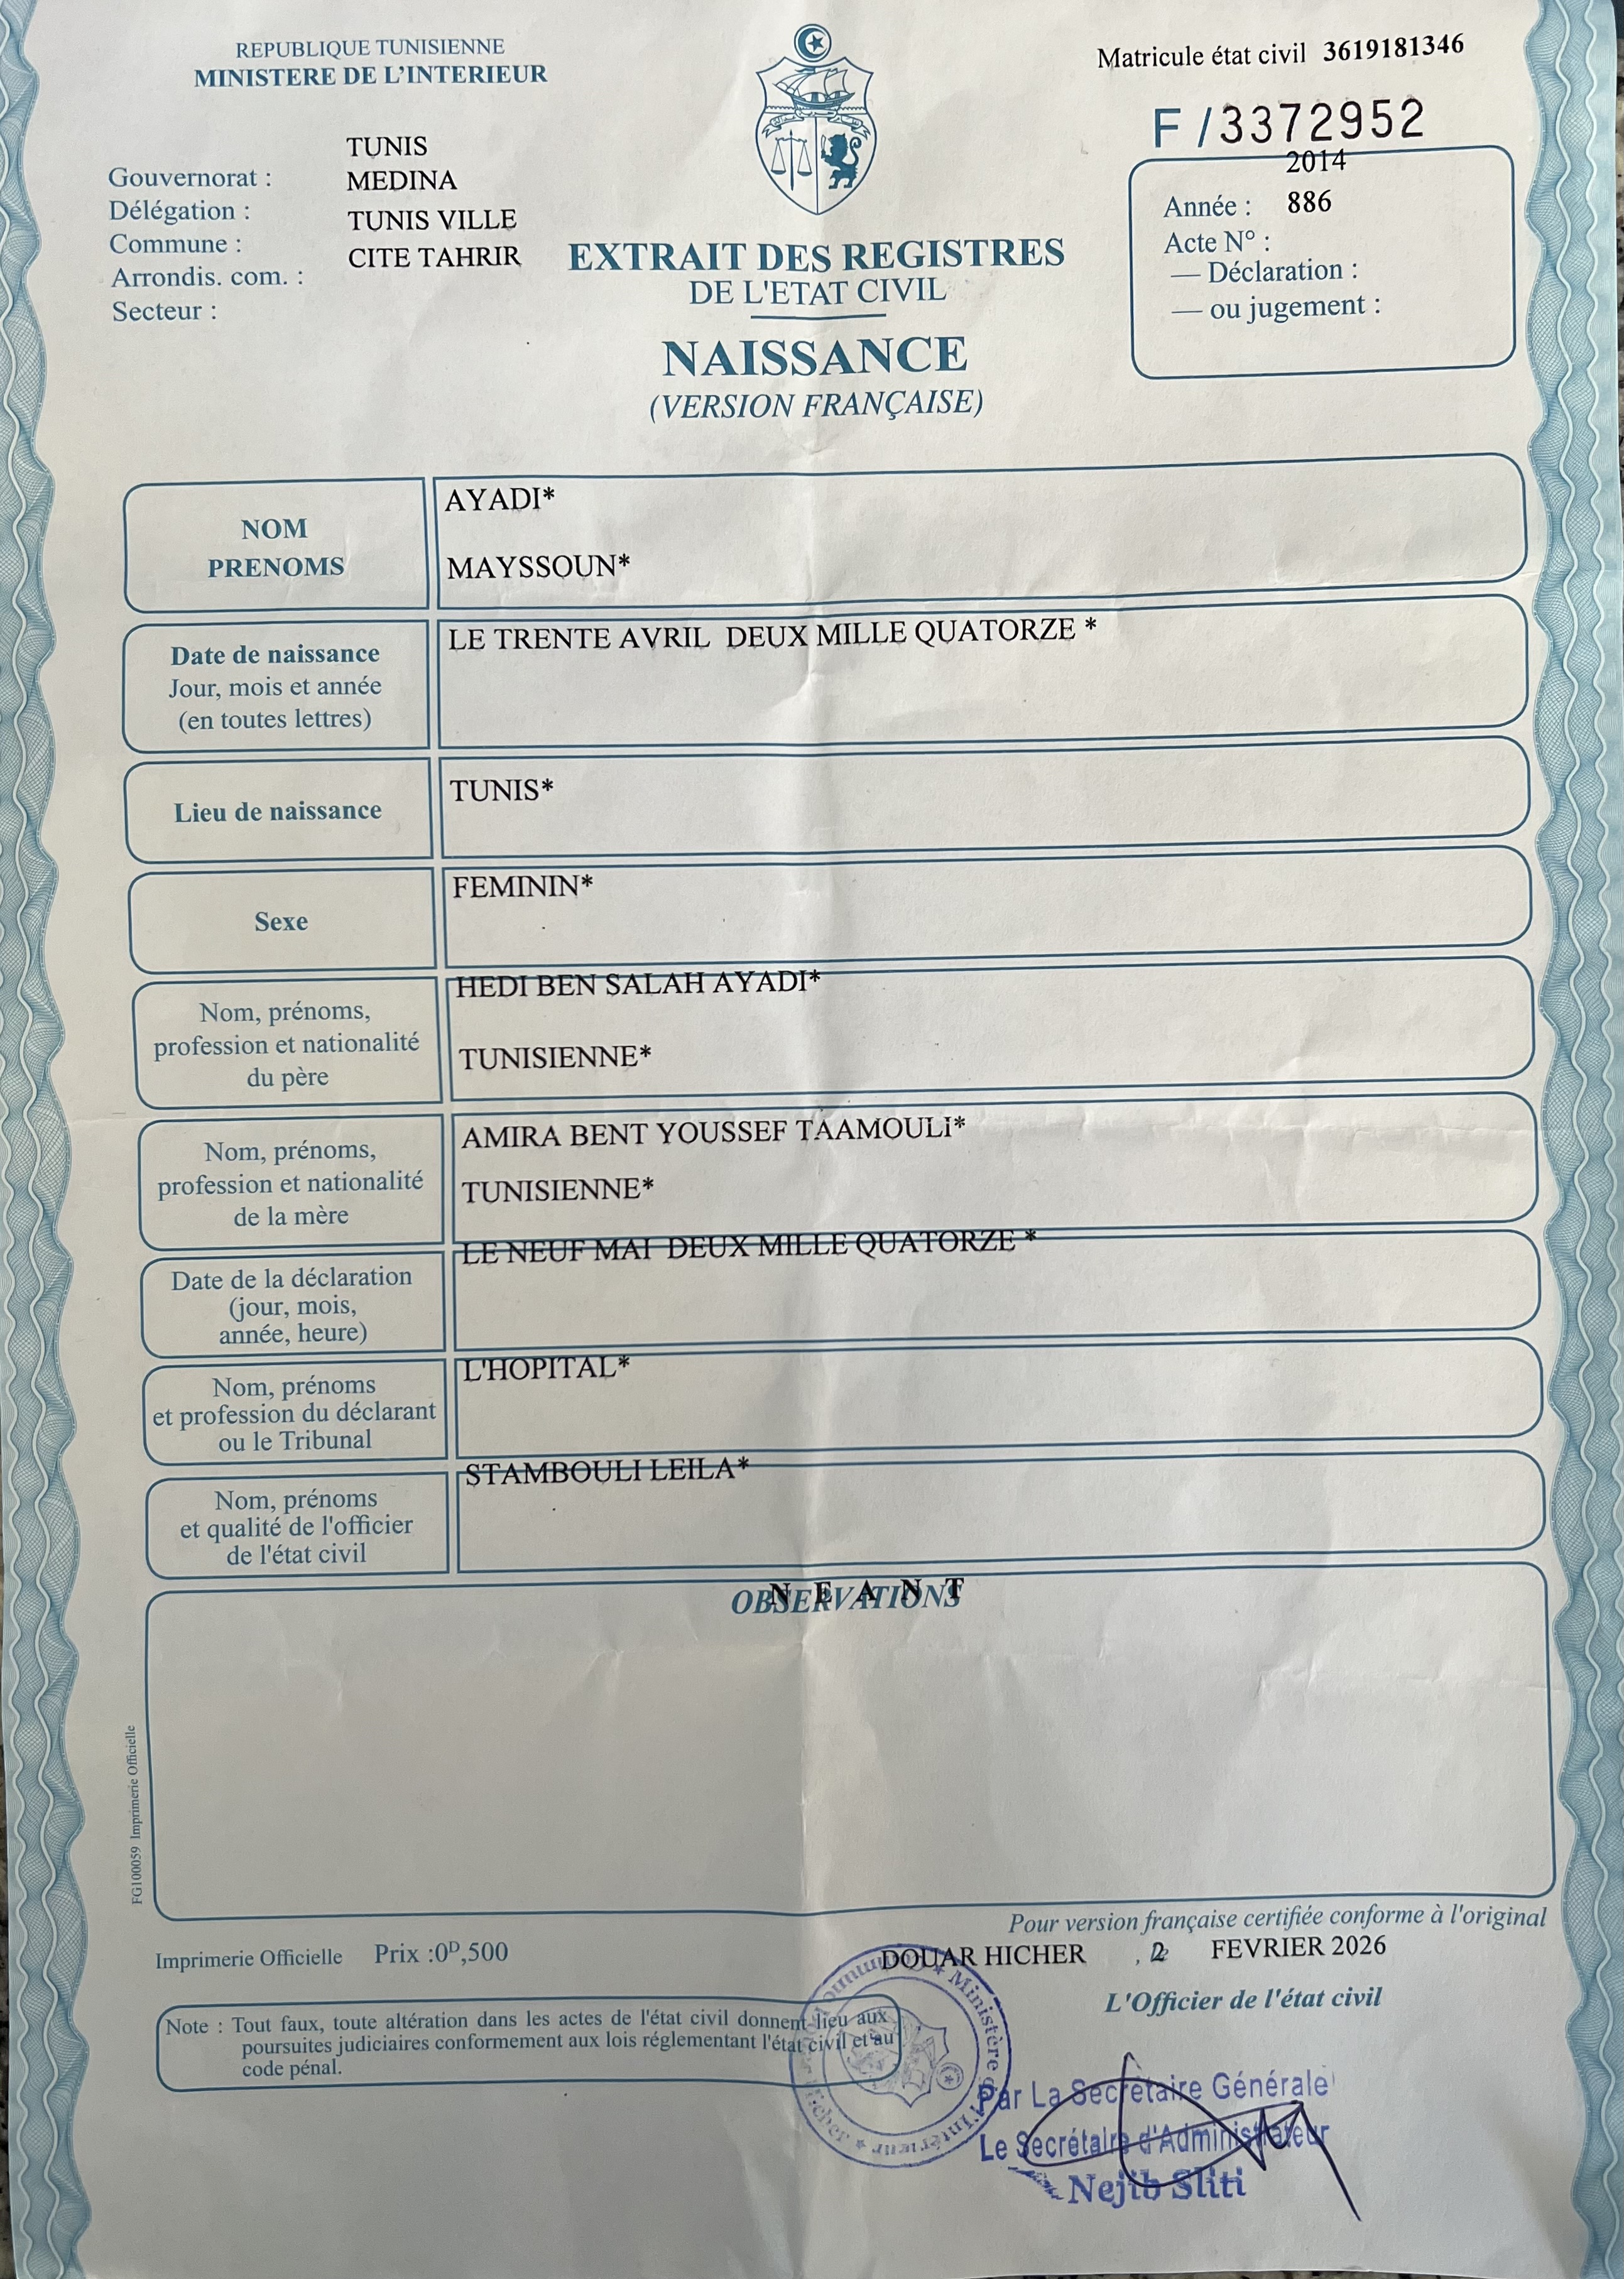 REPUBLIQUE TUNISIENNE
MINISTERE DE L'INTERIEUR
Matricule état civil 3619181346
F /3372952
TUNIS
Gouvernorat :
MEDINA
Délégation :
TUNIS VILLE
Commune :
CITE TAHRIR
Arrondis. com. :
Secteur :
2014
Année :
886
Acte N° :
— Déclaration :
— ou jugement :
EXTRAIT DES REGISTRES
DE L'ETAT CIVIL
NAISSANCE
(VERSION FRANÇAISE)
NOM
PRENOMS
AYADI*
MAYSSOUN*
Date de naissance
Jour, mois et année
(en toutes lettres)
LE TRENTE AVRIL DEUX MILLE QUATORZE *
Lieu de naissance
TUNIS*
Sexe
FEMININ*
Nom, prénoms,
profession et nationalité
du père
HEDI BEN SALAH AYADI*
TUNISIENNE*
Nom, prénoms,
profession et nationalité
de la mère
AMIRA BENT YOUSSEF TAAMOULI*
TUNISIENNE*
Date de la déclaration
(jour, mois,
année, heure)
LE NEUF MAI DEUX MILLE QUATORZE *
Nom, prénoms
et profession du déclarant
ou le Tribunal
L'HOPITAL*
Nom, prénoms
et qualité de l'officier
de l'état civil
STAMBOULI LEILA*
OBSERVATIONS
N E A N T
FG100059 Imprimerie Officielle
Pour version française certifiée conforme à l'original
Imprimerie Officielle Prix :0D,500
DOUAR HICHER , 2 FEVRIER 2026
L'Officier de l'état civil
Note : Tout faux, toute altération dans les actes de l'état civil donnent lieu aux
poursuites judiciaires conformement aux lois réglementant l'état civil et au
code pénal.
Ministère de l'Intérieur
Par La Secrétaire Générale
Le Secrétaire d'Administrateur
Nejib Sliti